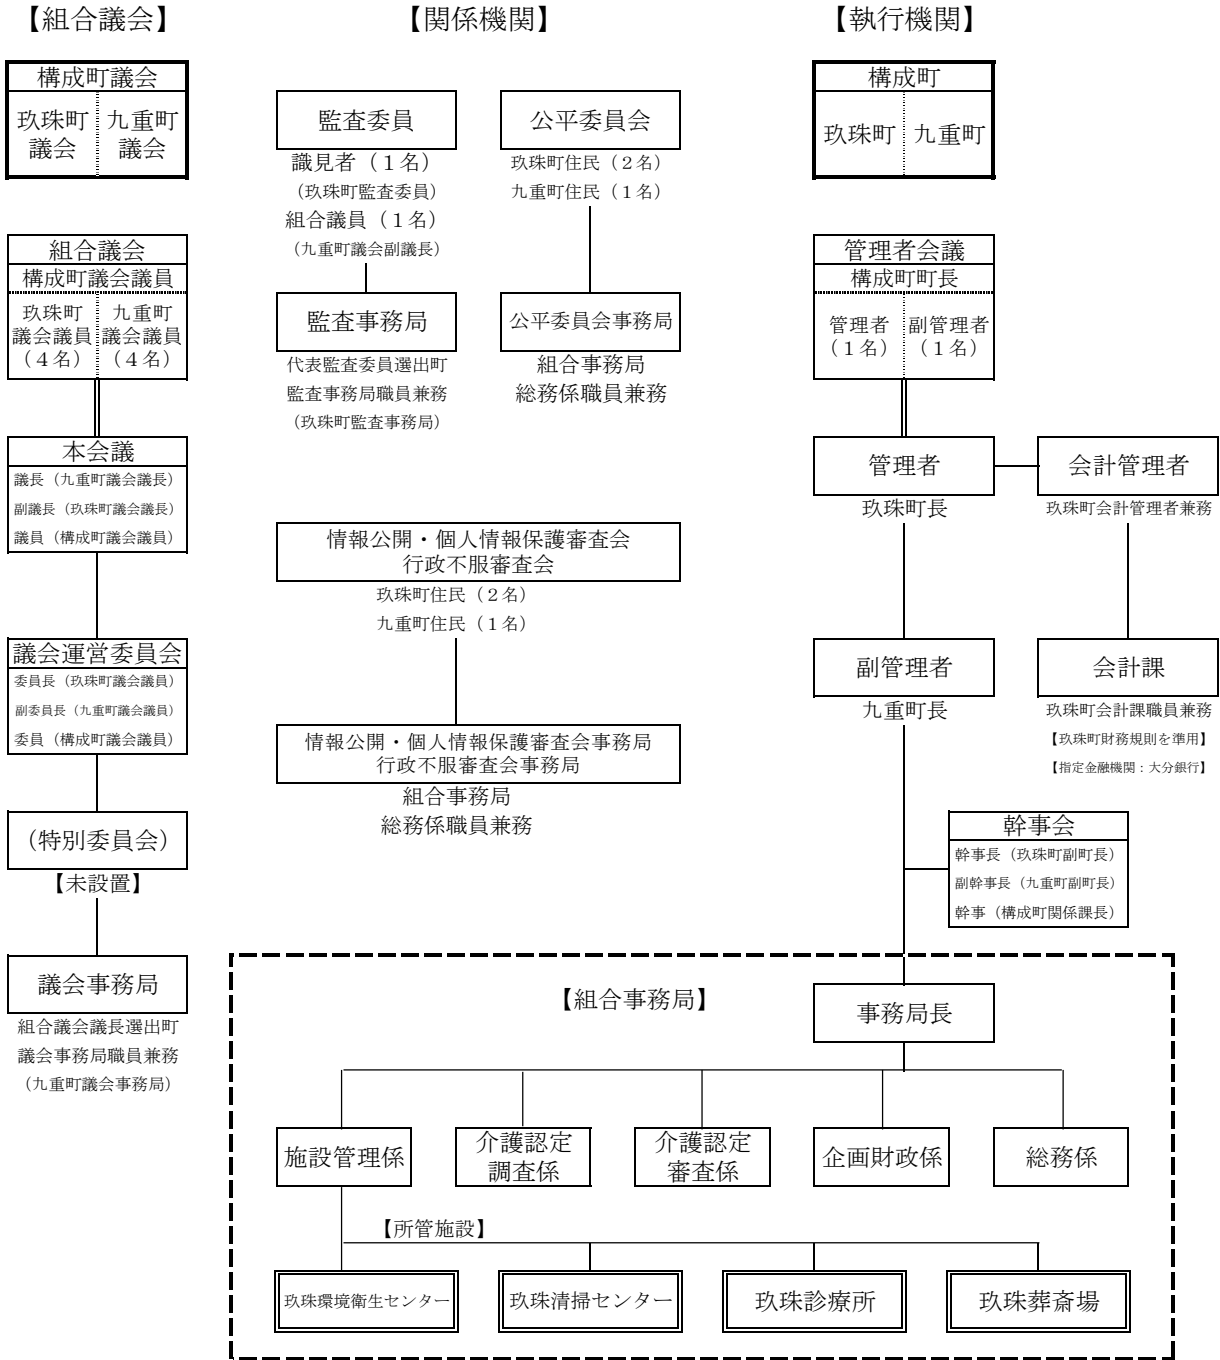 【組合議会】
構成町議会
玖珠町
議会
九重町
議会
組合議会
構成町議会議員
玖珠町
議会議員
（４名）
九重町
議会議員
（４名）
本会議
議長（九重町議会議長）
副議長（玖珠町議会議長）
議員（構成町議会議員）
議会運営委員会
委員長（玖珠町議会議員）
副委員長（九重町議会議員）
委員（構成町議会議員）
（特別委員会）
【未設置】
議会事務局
組合議会議長選出町
議会事務局職員兼務
（九重町議会事務局）
【関係機関】
監査委員
識見者（１名）
（玖珠町監査委員）
組合議員（１名）
（九重町議会副議長）
監査事務局
代表監査委員選出町
監査事務局職員兼務
（玖珠町監査事務局）
公平委員会
玖珠町住民（２名）
九重町住民（１名）
公平委員会事務局
組合事務局
総務係職員兼務
情報公開・個人情報保護審査会
行政不服審査会
玖珠町住民（２名）
九重町住民（１名）
情報公開・個人情報保護審査会事務局
行政不服審査会事務局
組合事務局
総務係職員兼務
【執行機関】
構成町
玖珠町
九重町
管理者会議
構成町町長
管理者
（１名）
副管理者
（１名）
管理者
玖珠町長
会計管理者
玖珠町会計管理者兼務
副管理者
九重町長
会計課
玖珠町会計課職員兼務
【玖珠町財務規則を準用】
【指定金融機関：大分銀行】
幹事会
幹事長（玖珠町副町長）
副幹事長（九重町副町長）
幹事（構成町関係課長）
【組合事務局】
事務局長
施設管理係
介護認定
調査係
介護認定
審査係
企画財政係
総務係
【所管施設】
玖珠環境衛生センター
玖珠清掃センター
玖珠診療所
玖珠葬斎場